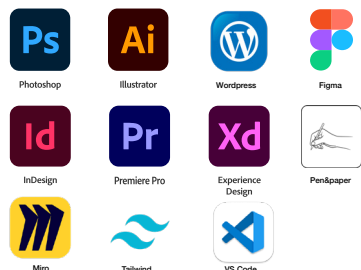 Ps
Ai
Photoshop
Illustrator
Wordpress
Figma
Id
Pr
Xd
InDesign
Premiere Pro
Experience
Design
Pen&paper
Miro
Tailwind
VS Code